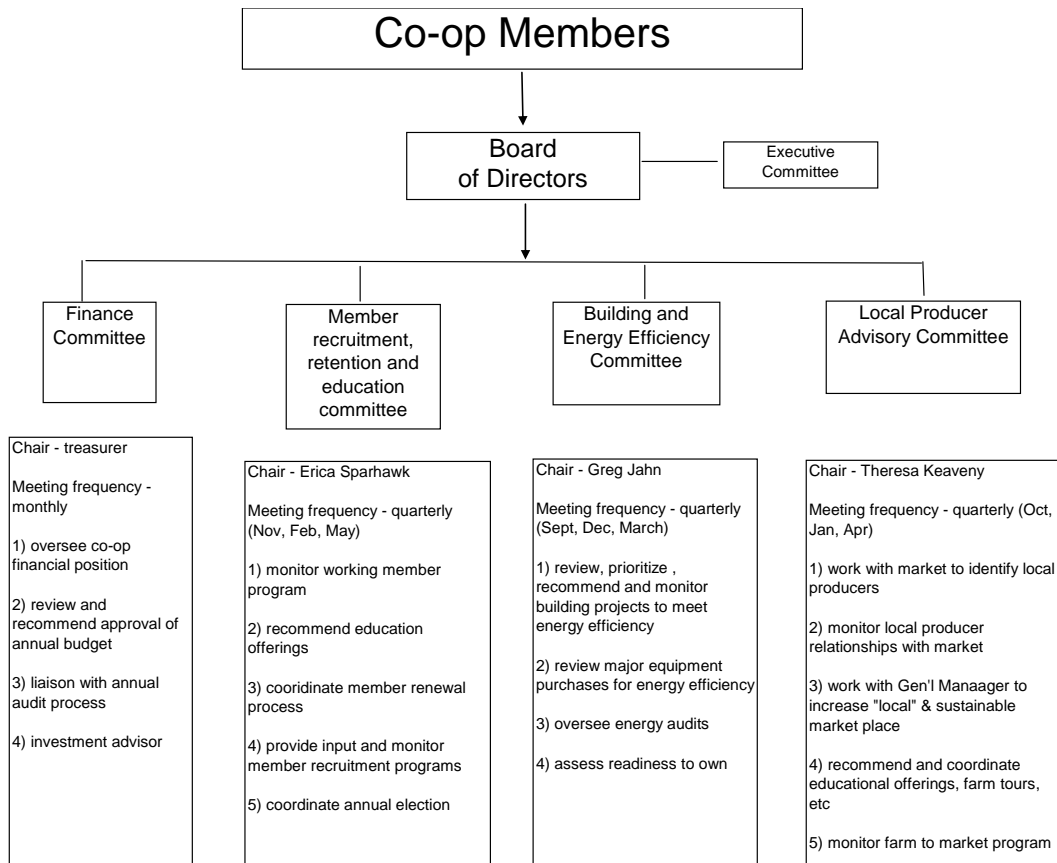 Co-op Members
Board
of Directors
Executive
Committee
Finance
Committee
Member
recruitment,
retention and
education
committee
Building and
Energy Efficiency
Committee
Local Producer
Advisory Committee
Chair - treasurer
Meeting frequency -
monthly
1) oversee co-op
financial position
2) review and
recommend approval of
annual budget
3) liaison with annual
audit process
4) investment advisor
Chair - Erica Sparhawk
Meeting frequency - quarterly
(Nov, Feb, May)
1) monitor working member
program
2) recommend education
offerings
3) cooridinate member renewal
process
4) provide input and monitor
member recruitment programs
5) coordinate annual election
Chair - Greg Jahn
Meeting frequency - quarterly
(Sept, Dec, March)
1) review, prioritize ,
recommend and monitor
building projects to meet
energy efficiency
2) review major equipment
purchases for energy efficiency
3) oversee energy audits
4) assess readiness to own
Chair - Theresa Keaveny
Meeting frequency - quarterly (Oct,
Jan, Apr)
1) work with market to identify local
producers
2) monitor local producer
relationships with market
3) work with Gen'l Manaager to
increase "local" & sustainable
market place
4) recommend and coordinate
educational offerings, farm tours,
etc
5) monitor farm to market program